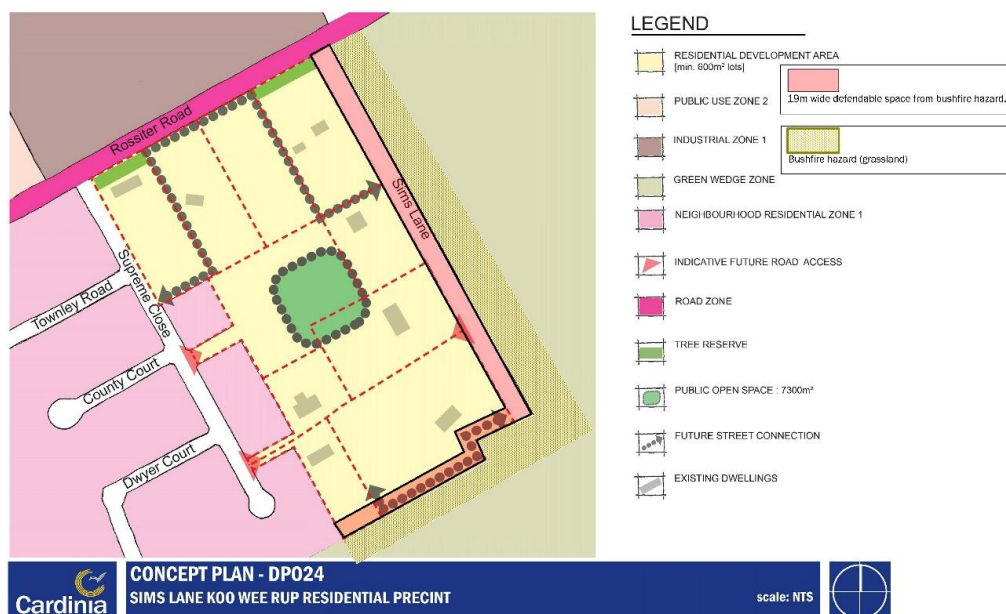 LEGEND
RESIDENTIAL DEVELOPMENT AREA
[min. 600m² lots]
19m wide defendable space from bushfire hazard.
PUBLIC USE ZONE 2
INDUSTRIAL ZONE 1
Bushfire hazard (grassland)
GREEN WEDGE ZONE
NEIGHBOURHOOD RESIDENTIAL ZONE 1
INDICATIVE FUTURE ROAD ACCESS
ROAD ZONE
TREE RESERVE
PUBLIC OPEN SPACE : 7300m²
FUTURE STREET CONNECTION
EXISTING DWELLINGS
Rossiter Road
Sims Lane
Supreme Close
Townley Road
County Court
Dwyer Court
Cardinia
CONCEPT PLAN - DPO24
SIMS LANE KOO WEE RUP RESIDENTIAL PRECINT
scale: NTS